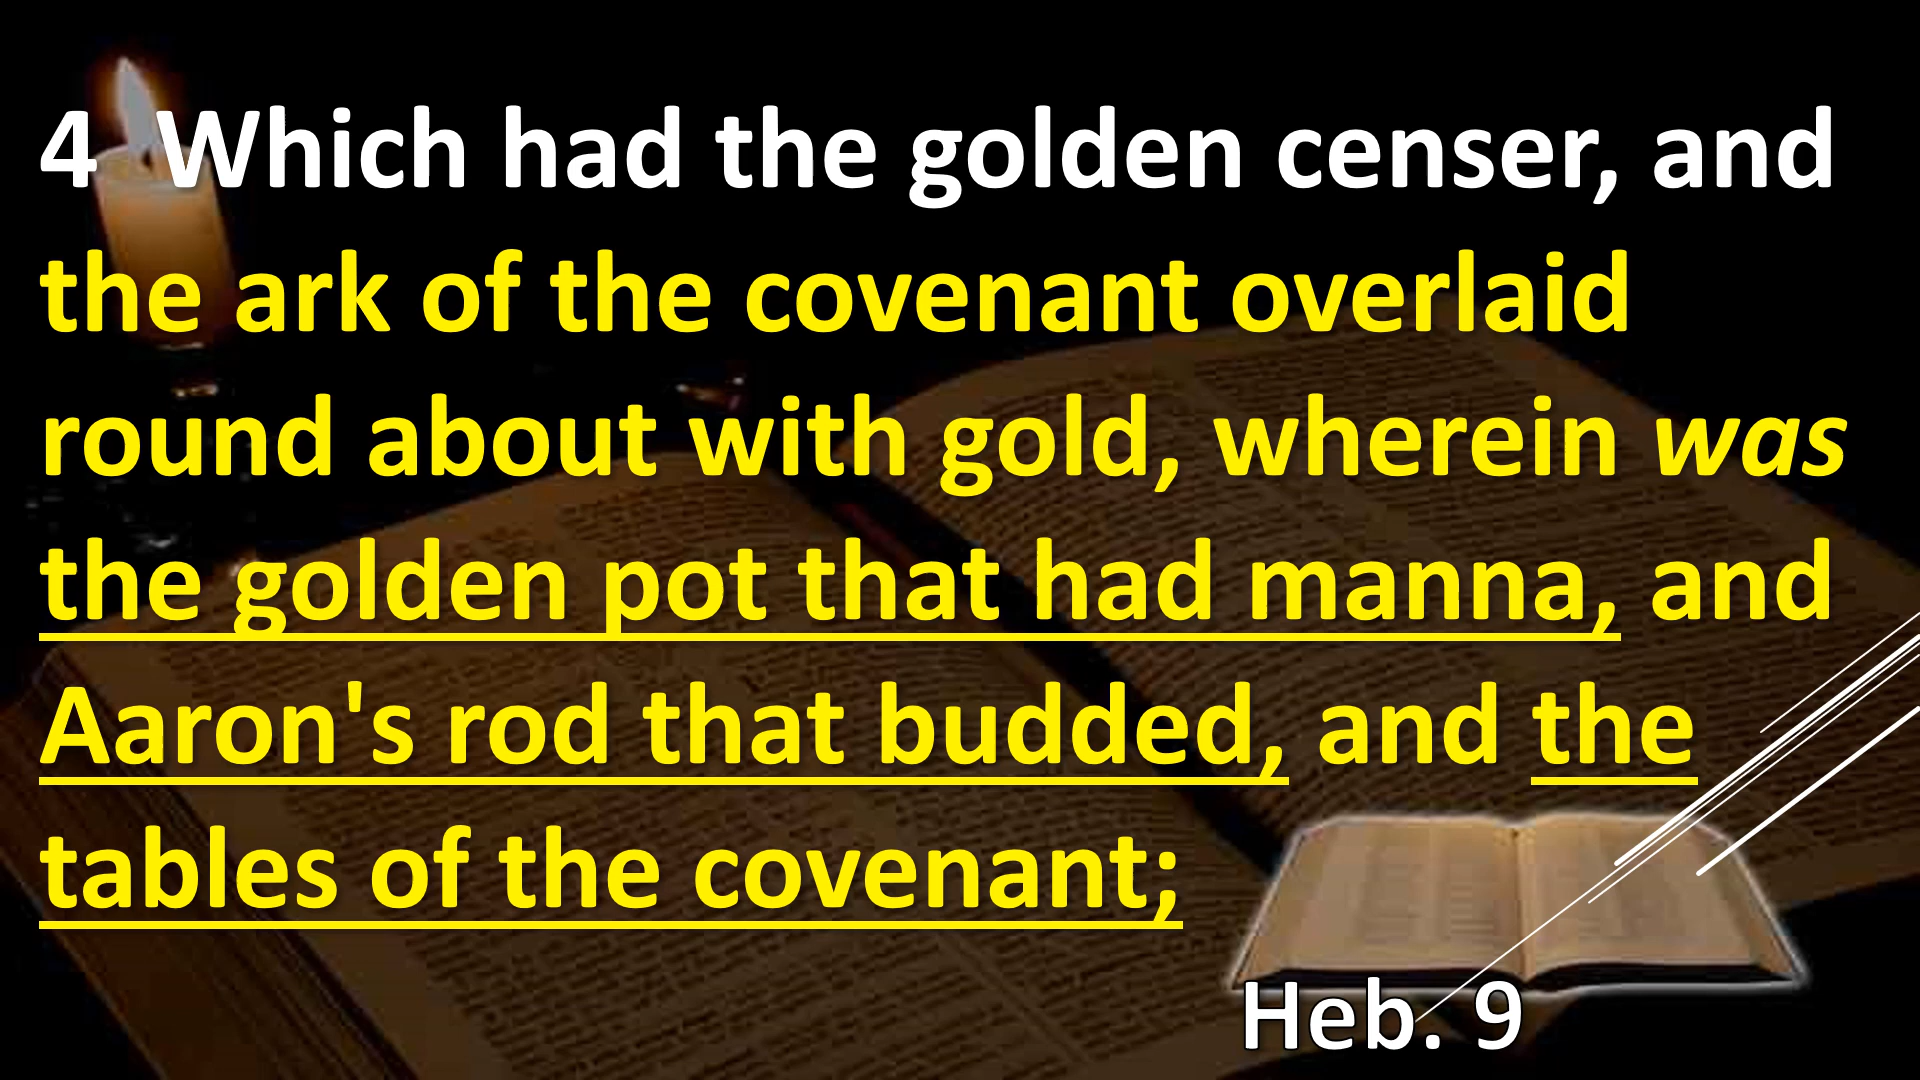 4  Which had the golden censer, and
the ark of the covenant overlaid
round about with gold, wherein was
the golden pot that had manna, and
Aaron's rod that budded, and the
tables of the covenant;
Heb. 9